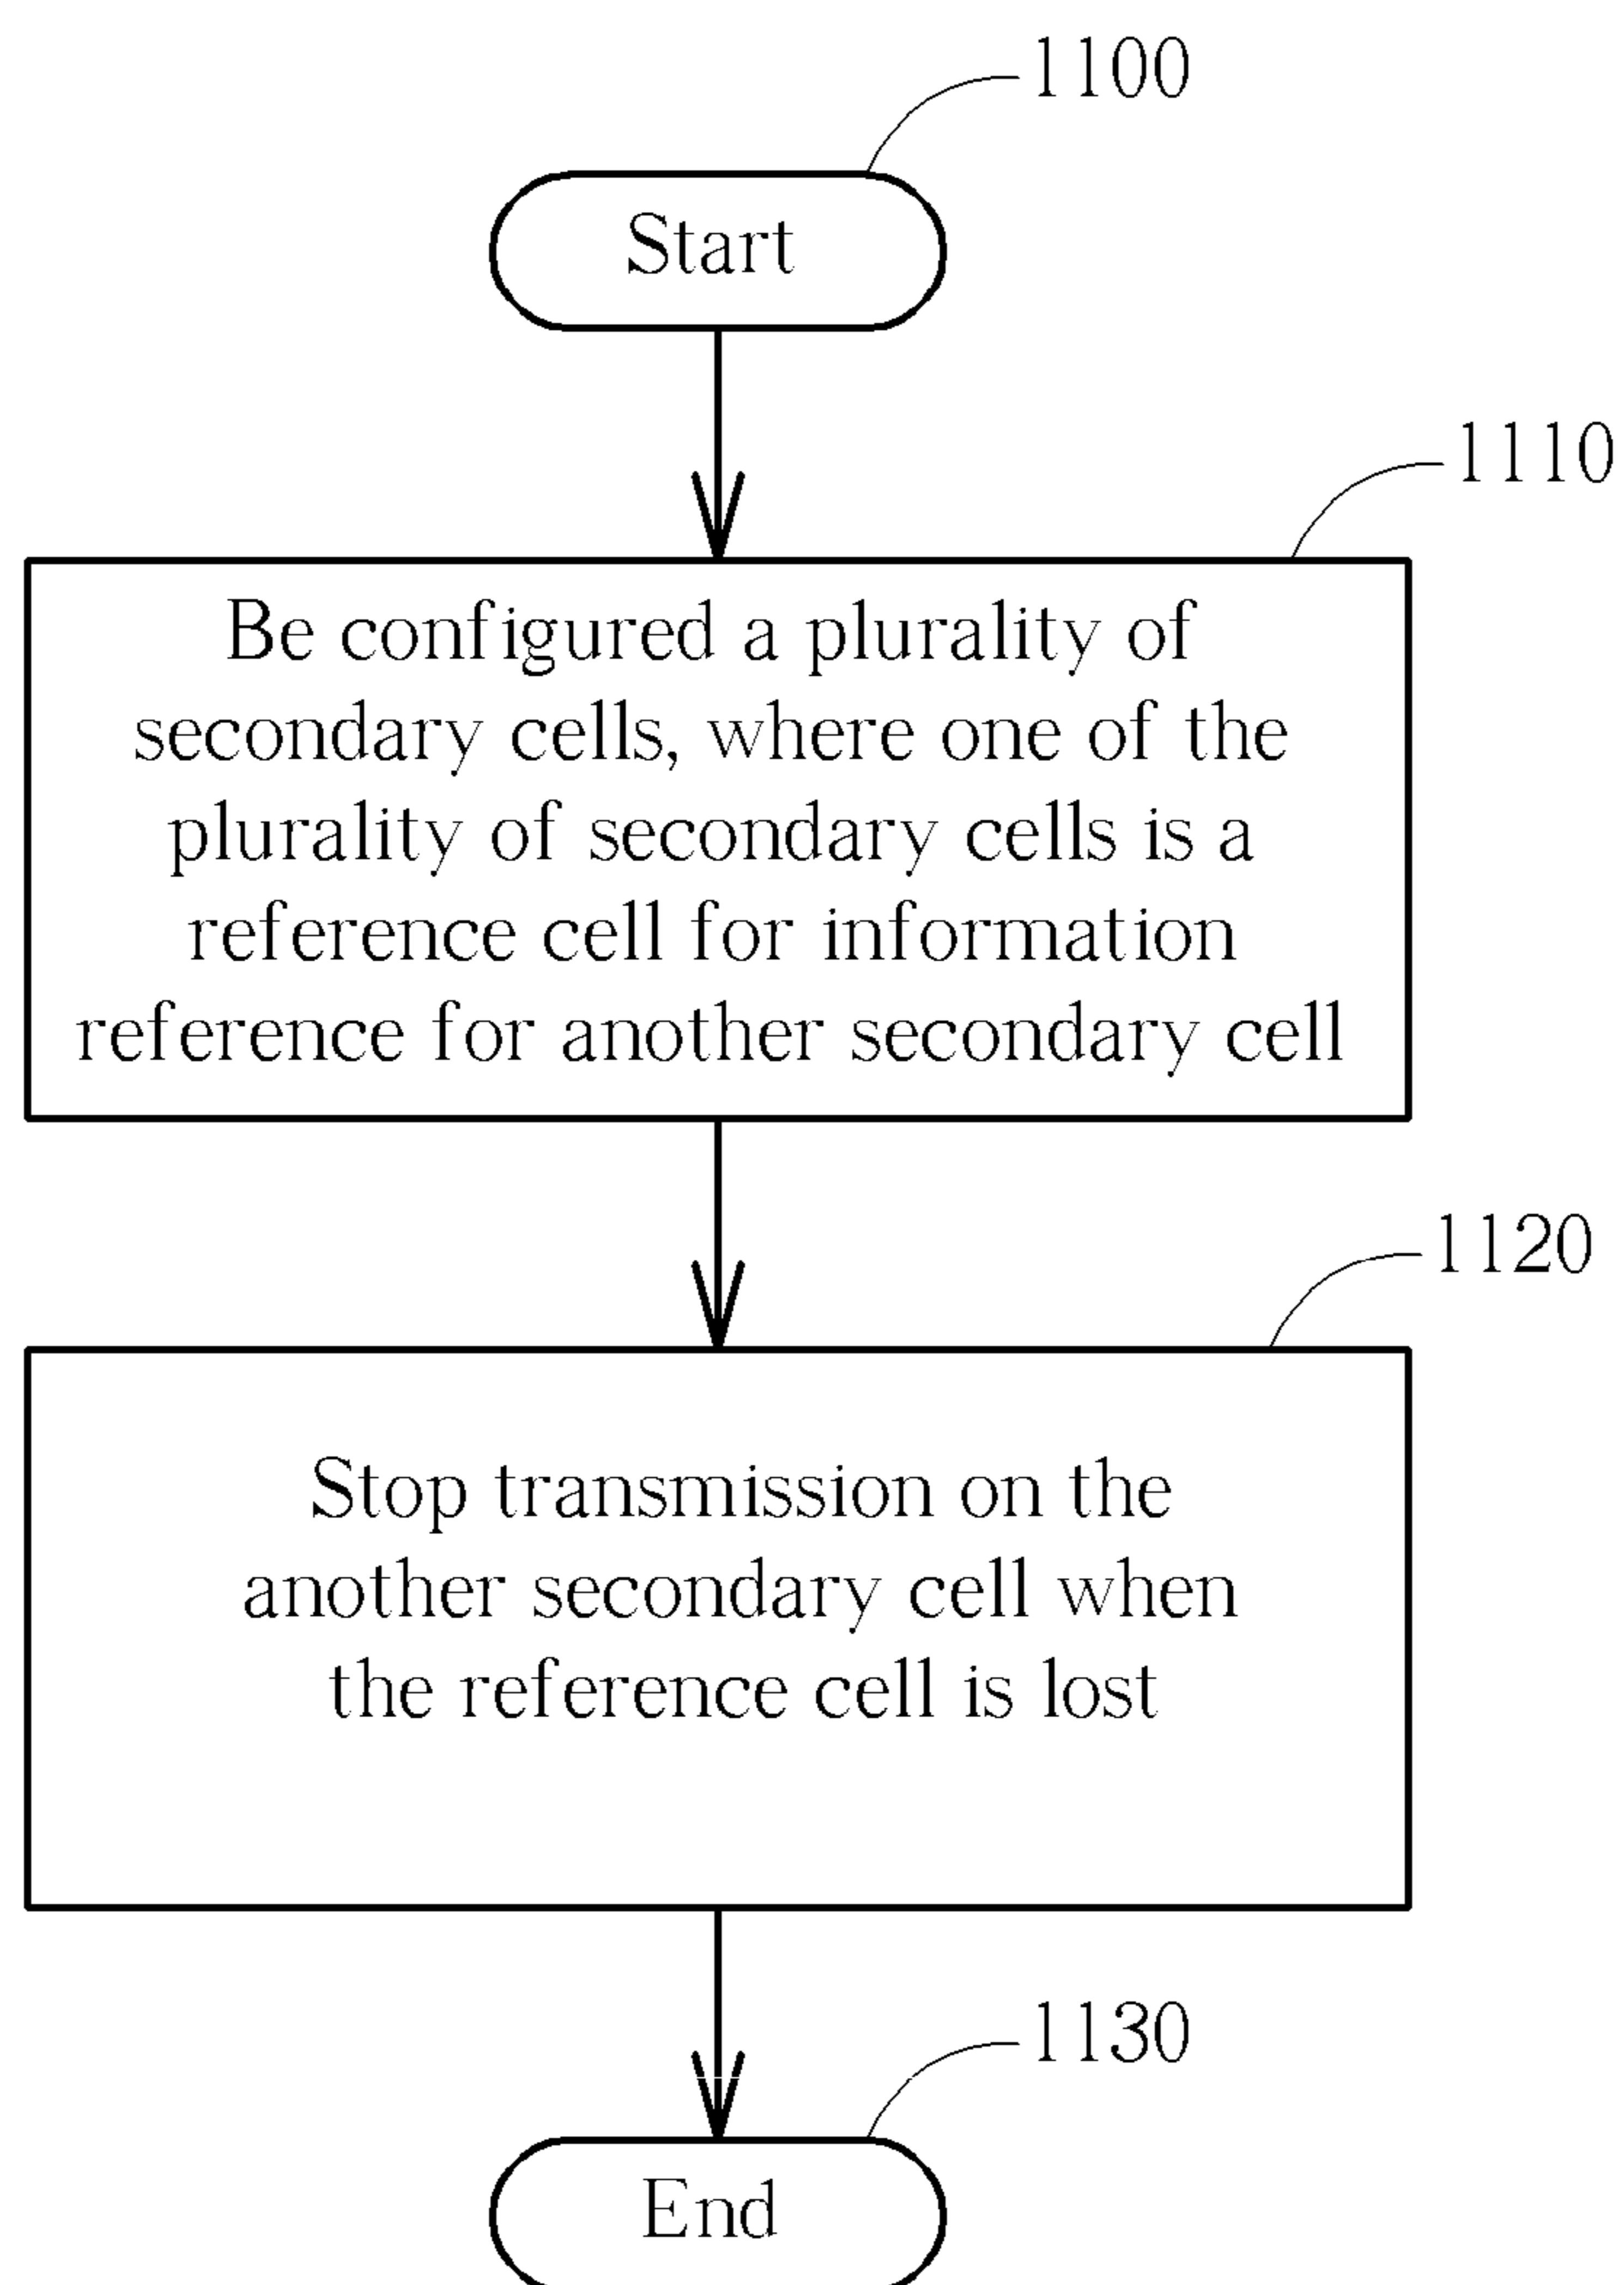 1100
Start
1110
Be configured a plurality of
secondary cells, where one of the
plurality of secondary cells is a
reference cell for information
reference for another secondary cell
1120
Stop transmission on the
another secondary cell when
the reference cell is lost
1130
End